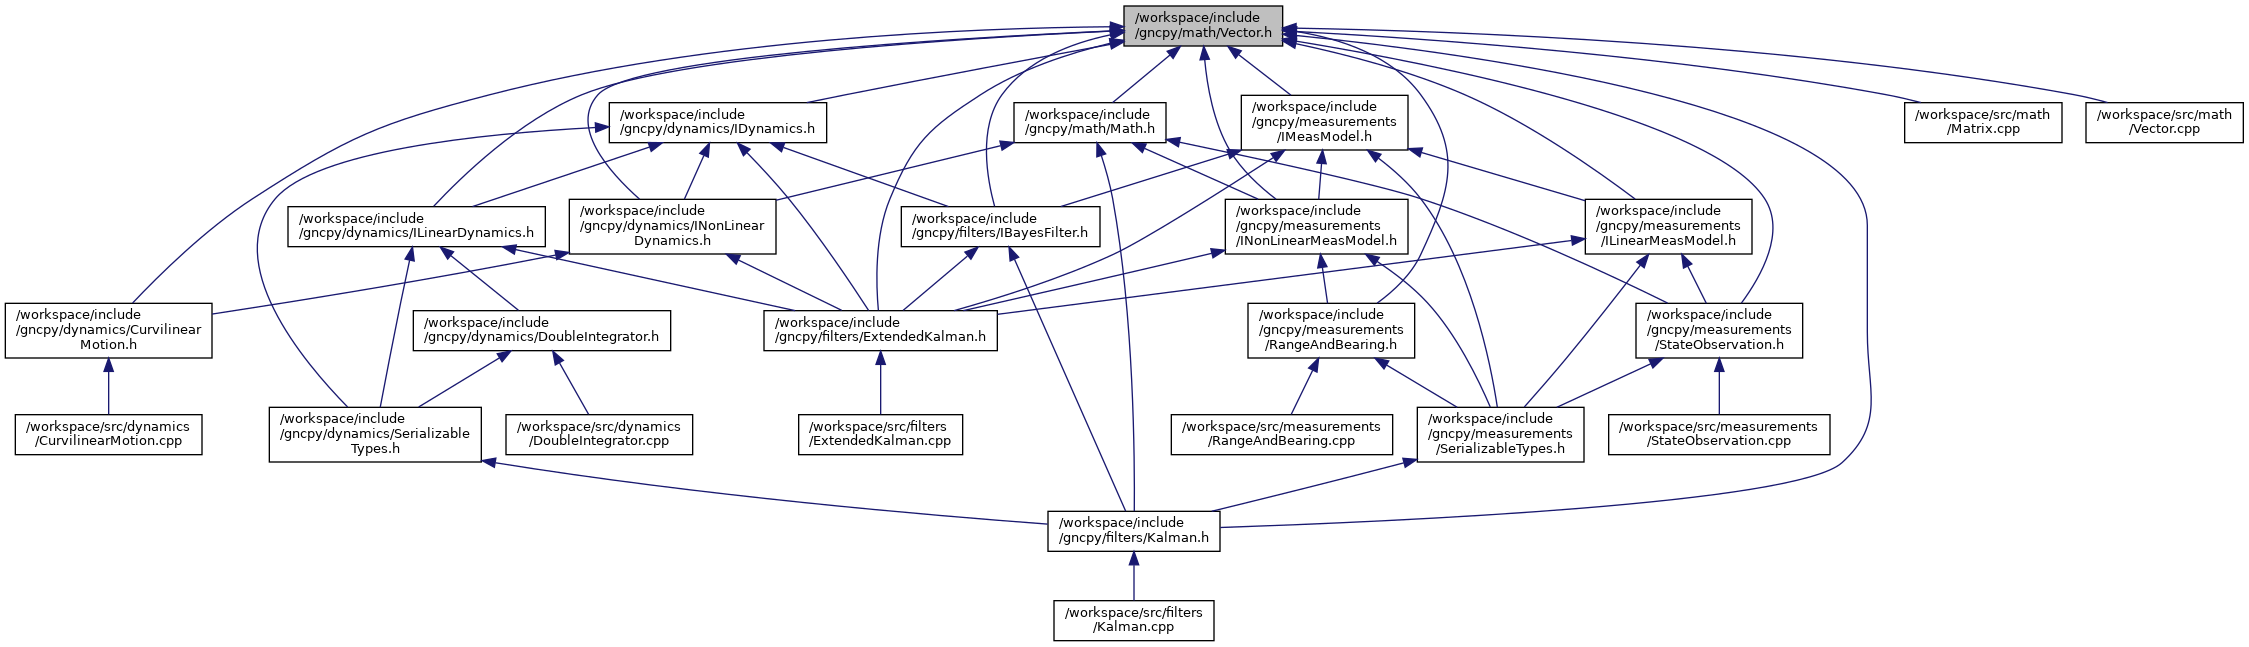 /workspace/include
/gncpy/math/Vector.h
/workspace/include
/gncpy/dynamics/IDynamics.h
/workspace/include
/gncpy/math/Math.h
/workspace/include
/gncpy/measurements
/IMeasModel.h
/workspace/src/math
/Matrix.cpp
/workspace/src/math
/Vector.cpp
/workspace/include
/gncpy/dynamics/ILinearDynamics.h
/workspace/include
/gncpy/dynamics/INonLinear
Dynamics.h
/workspace/include
/gncpy/filters/IBayesFilter.h
/workspace/include
/gncpy/measurements
/INonLinearMeasModel.h
/workspace/include
/gncpy/measurements
/ILinearMeasModel.h
/workspace/include
/gncpy/dynamics/Curvilinear
Motion.h
/workspace/include
/gncpy/dynamics/DoubleIntegrator.h
/workspace/include
/gncpy/filters/ExtendedKalman.h
/workspace/include
/gncpy/measurements
/RangeAndBearing.h
/workspace/include
/gncpy/measurements
/StateObservation.h
/workspace/src/dynamics
/CurvilinearMotion.cpp
/workspace/include
/gncpy/dynamics/Serializable
Types.h
/workspace/src/dynamics
/DoubleIntegrator.cpp
/workspace/src/filters
/ExtendedKalman.cpp
/workspace/src/measurements
/RangeAndBearing.cpp
/workspace/include
/gncpy/measurements
/SerializableTypes.h
/workspace/src/measurements
/StateObservation.cpp
/workspace/include
/gncpy/filters/Kalman.h
/workspace/src/filters
/Kalman.cpp